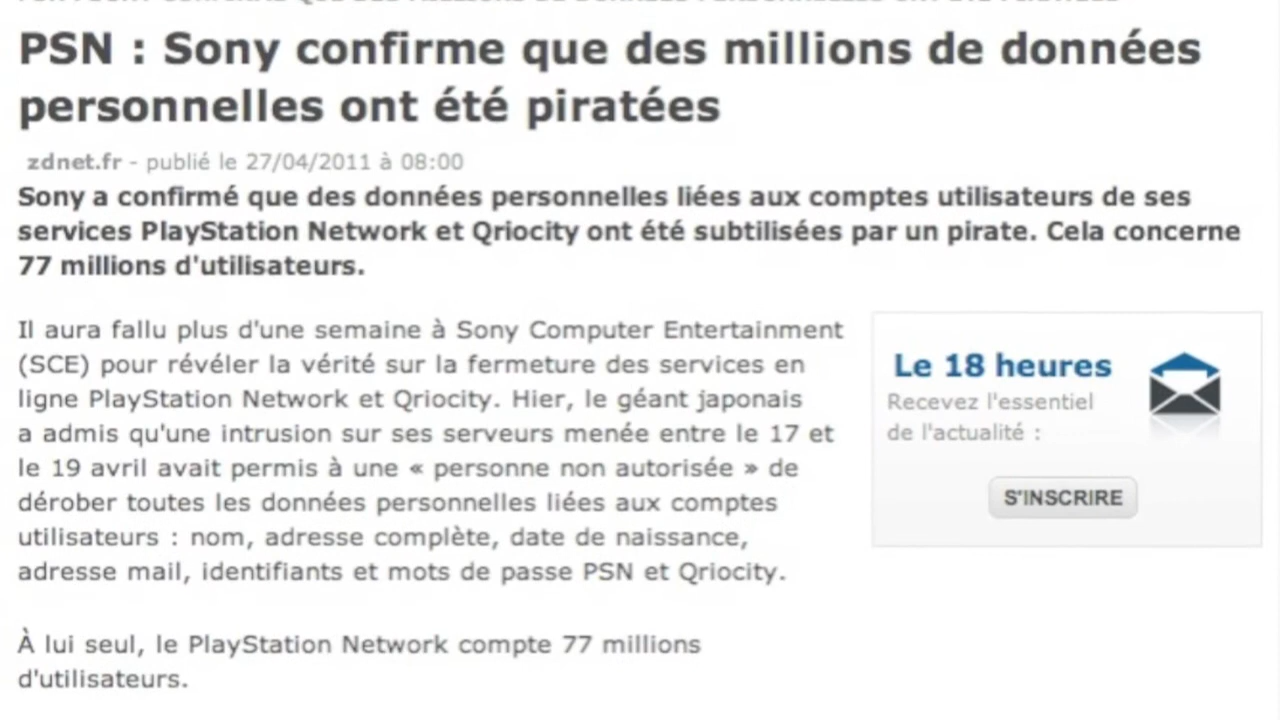 PSN : Sony confirme que des millions de données
personnelles ont été piratées
zdnet.fr - publié le 27/04/2011 à 08:00
Sony a confirmé que des données personnelles liées aux comptes utilisateurs de ses
services PlayStation Network et Qriocity ont été subtilisées par un pirate. Cela concerne
77 millions d'utilisateurs.
Il aura fallu plus d'une semaine à Sony Computer Entertainment
(SCE) pour révéler la vérité sur la fermeture des services en
ligne PlayStation Network et Qriocity. Hier, le géant japonais
a admis qu'une intrusion sur ses serveurs menée entre le 17 et
le 19 avril avait permis à une « personne non autorisée » de
dérober toutes les données personnelles liées aux comptes
utilisateurs : nom, adresse complète, date de naissance,
adresse mail, identifiants et mots de passe PSN et Qriocity.
À lui seul, le PlayStation Network compte 77 millions
d'utilisateurs.
Le 18 heures
Recevez l'essentiel
de l'actualité :
S'INSCRIRE